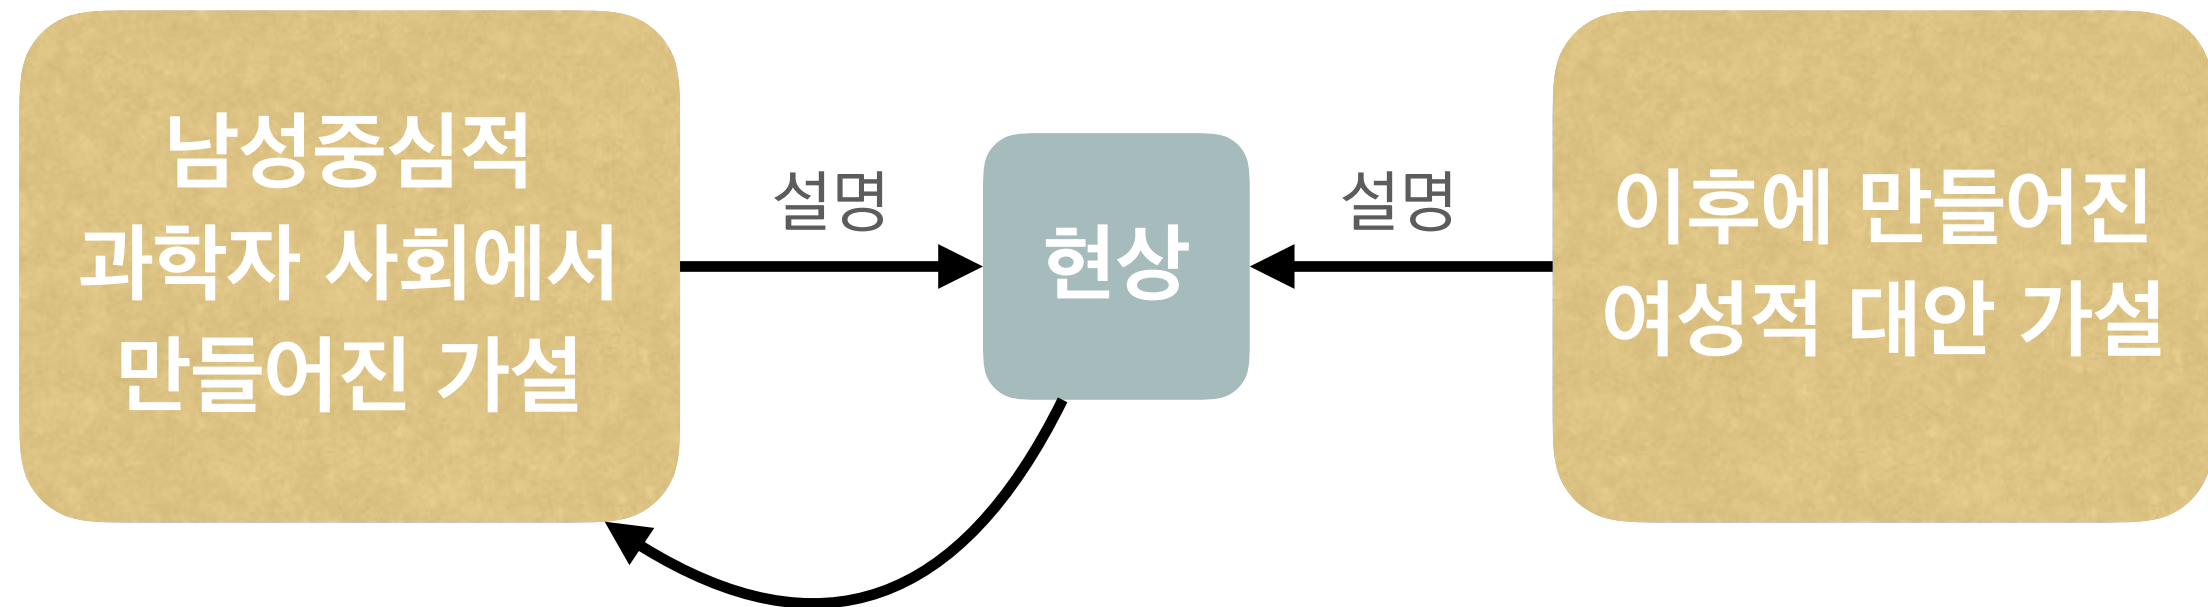 남성중심적
과학자 사회에서
만들어진 가설
설명
현상
설명
이후에 만들어진
여성적 대안 가설